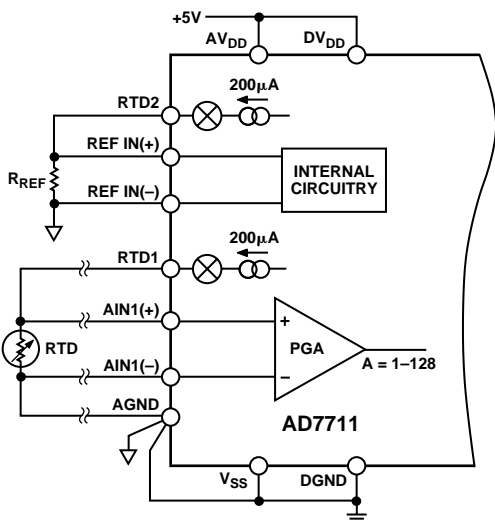 +5V
AVDD
DVDD
RTD2
200µA
REF IN(+)
RREF
REF IN(–)
INTERNAL
CIRCUITRY
200µA
RTD1
AIN1(+)
RTD
+
PGA
–
A = 1–128
AIN1(–)
AGND
AD7711
VSS
DGND